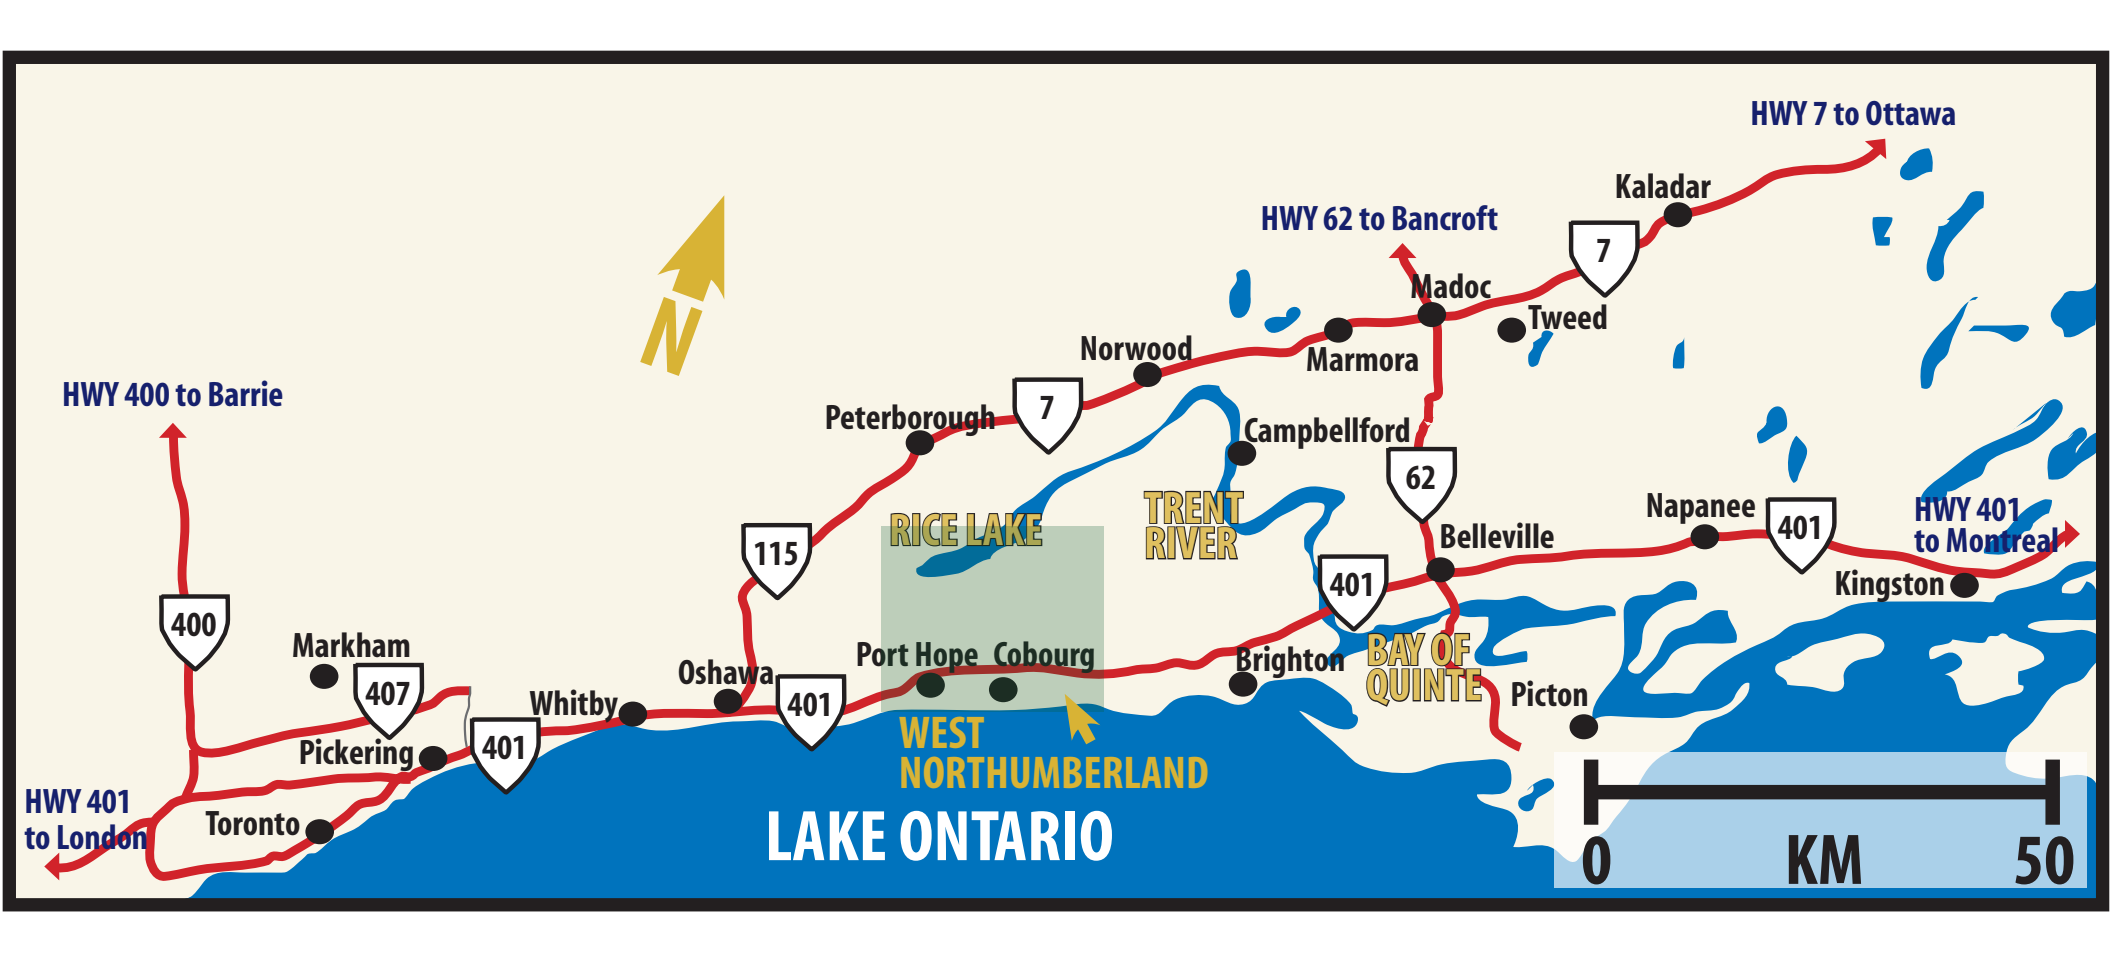 HWY 7 to Ottawa
Kaladar
HWY 62 to Bancroft
7
Madoc
Tweed
Norwood
Marmora
HWY 400 to Barrie
N
Peterborough
7
Campbellford
62
RICE LAKE
TRENT
RIVER
Napanee
401
HWY 401
to Montreal
Belleville
115
401
Kingston
400
Markham
407
Oshawa
Port Hope
Cobourg
Brighton
BAY OF
QUINTE
Picton
Whitby
401
Pickering
401
WEST
NORTHUMBERLAND
HWY 401
to London
Toronto
LAKE ONTARIO
0
KM
50